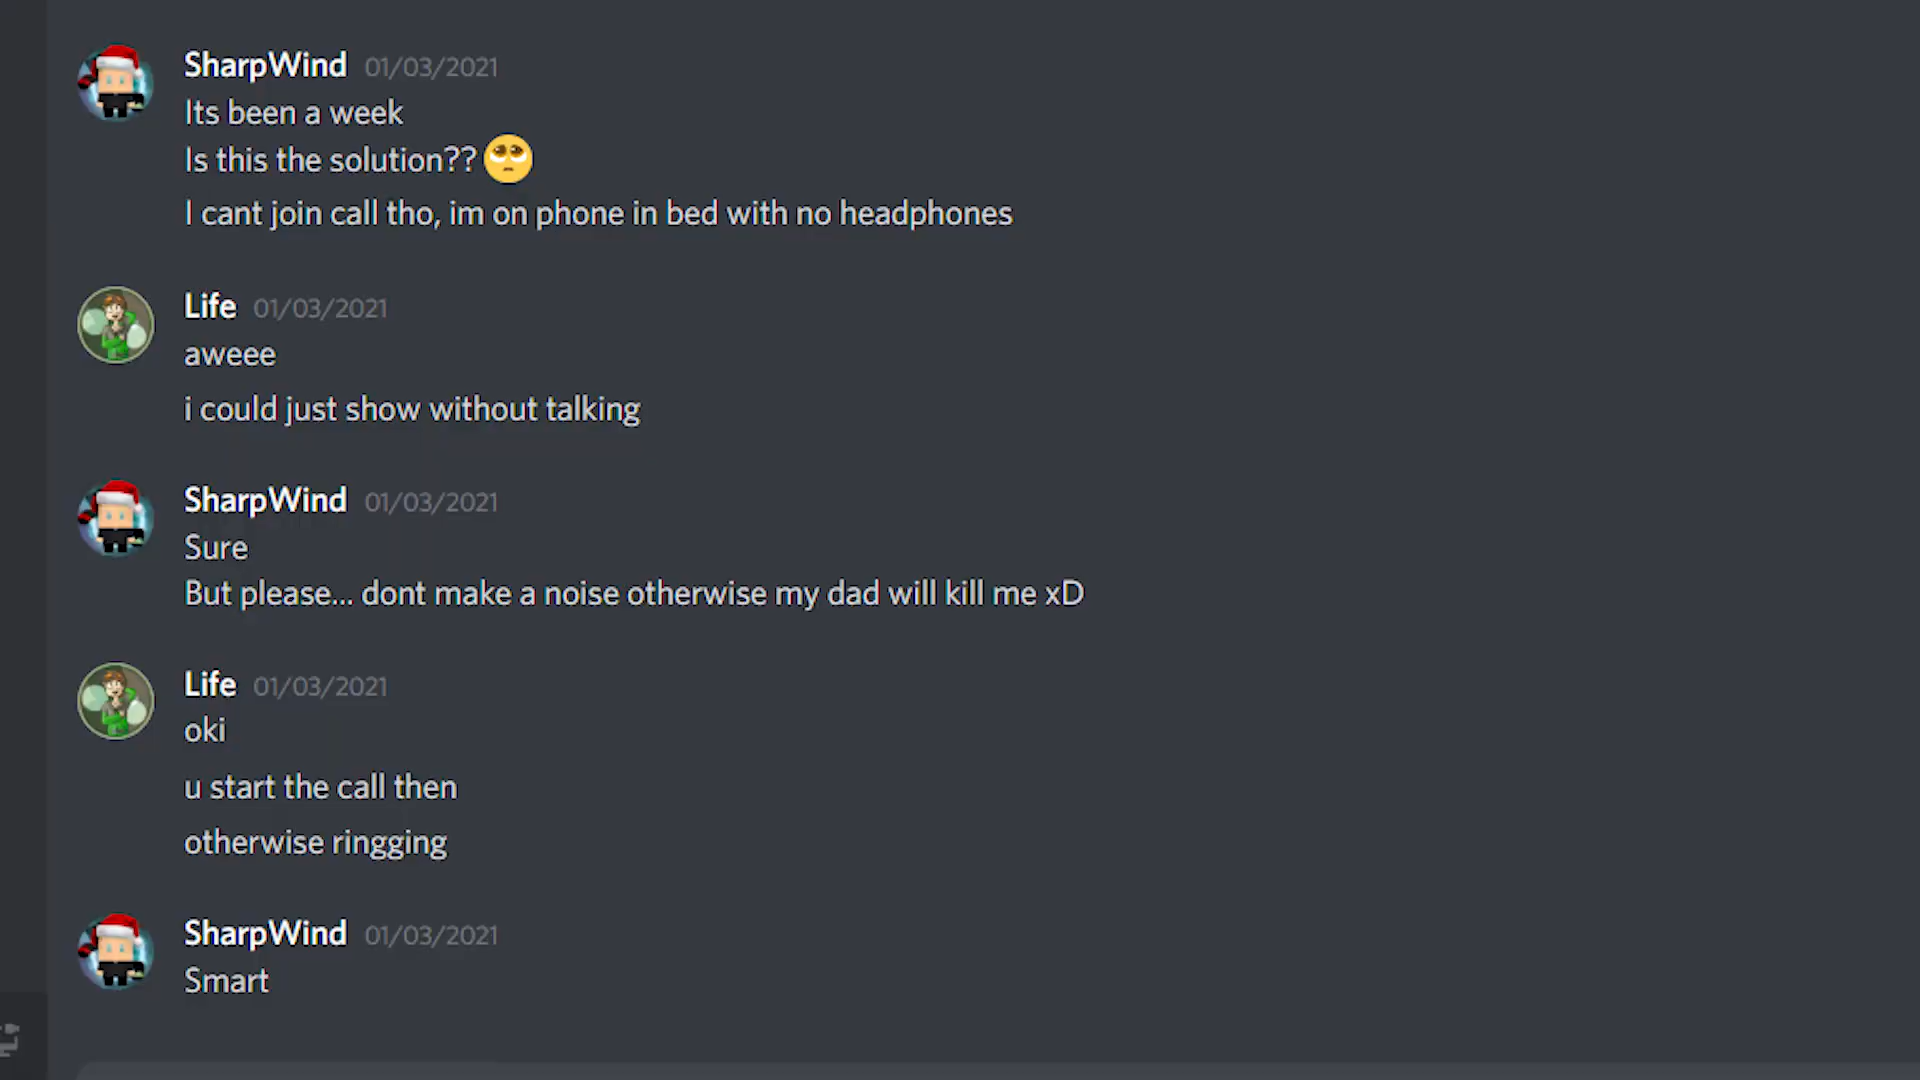 SharpWind 01/03/2021
Its been a week
Is this the solution?? 🥺
I cant join call tho, im on phone in bed with no headphones
Life 01/03/2021
aweee
i could just show without talking
SharpWind 01/03/2021
Sure
But please... dont make a noise otherwise my dad will kill me xD
Life 01/03/2021
oki
u start the call then
otherwise ringging
SharpWind 01/03/2021
Smart